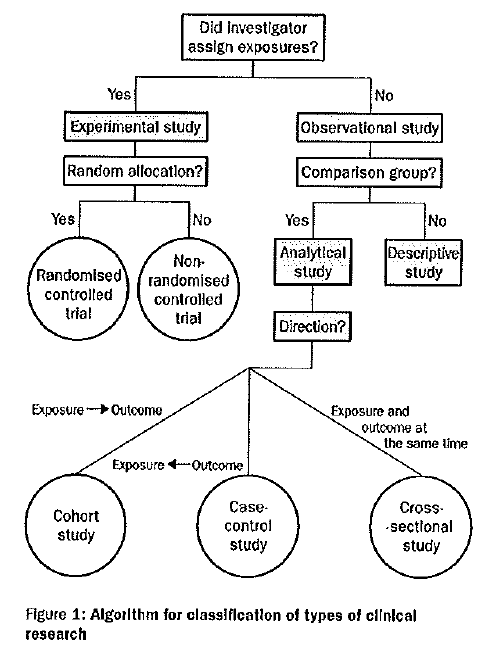 Did investigator
assign exposures?
Yes
No
Experimental study
Observational study
Random allocation?
Comparison group?
Yes
No
Yes
No
Randomised
controlled
trial
Non-
randomised
controlled
trial
Analytical
study
Descriptive
study
Direction?
Exposure → Outcome
Exposure ← Outcome
Exposure and
outcome at
the same time
Cohort
study
Case-
control
study
Cross-
-sectional
study
Figure 1: Algorithm for classification of types of clinical
research